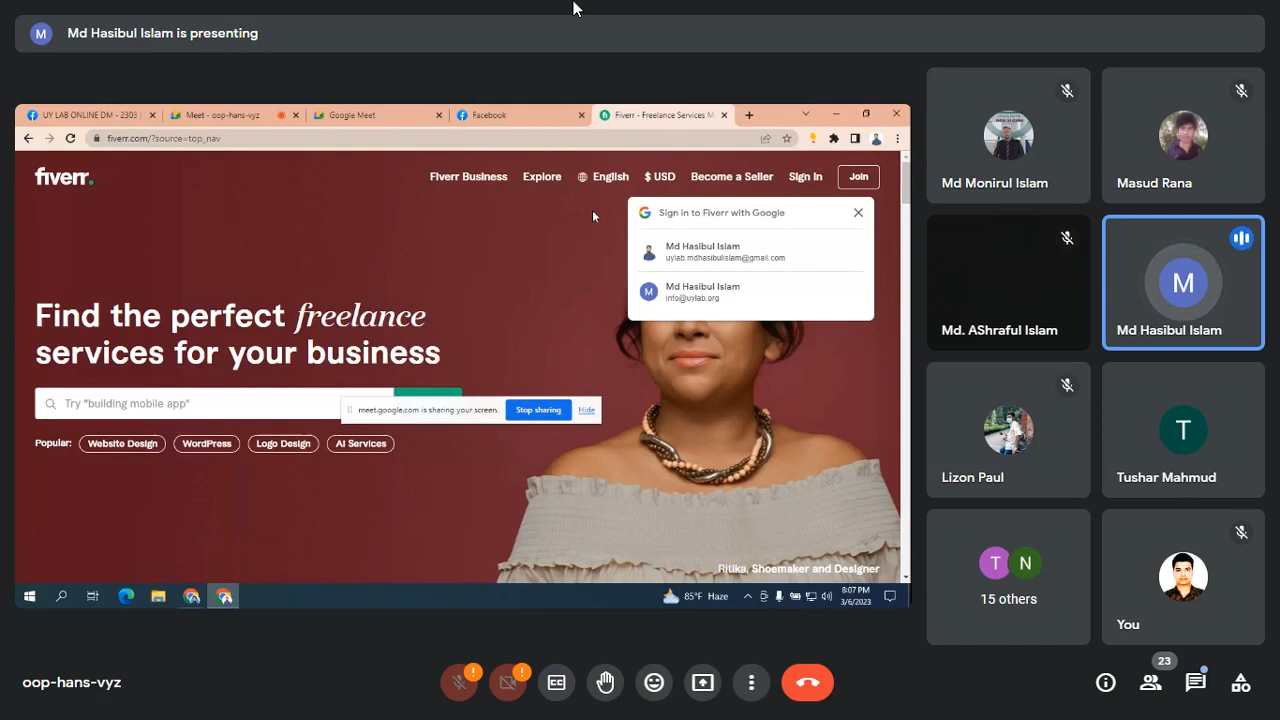 Md Hasibul Islam is presenting
M
UY LAB ONLINE DM - 2303
Meet - oop-hans-vyz
Google Meet
Facebook
Fiverr - Freelance Services M
fiverr.com/?source=top_nav
fiverr.
Fiverr Business
Explore
English
$ USD
Become a Seller
Sign In
Join
Sign in to Fiverr with Google
Md Hasibul Islam
uylab.mdhasibulislam@gmail.com
M
Md Hasibul Islam
info@uylab.org
Find the perfect freelance
services for your business
Try "building mobile app"
meet.google.com is sharing your screen.
Stop sharing
Hide
Popular:
Website Design
WordPress
Logo Design
AI Services
Ritika, Shoemaker and Designer
85°F Haze
8:07 PM
3/6/2023
Md Monirul Islam
Masud Rana
Md. AShraful Islam
M
Md Hasibul Islam
Lizon Paul
T
Tushar Mahmud
T
N
15 others
You
oop-hans-vyz
CC
23